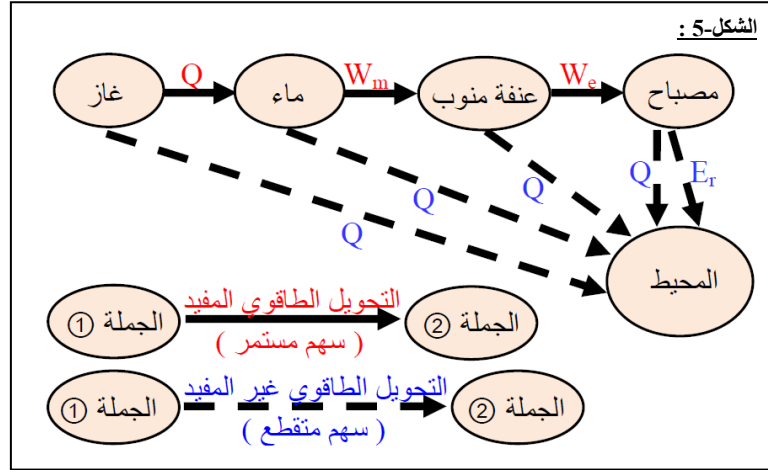 الشكل-5 :
غاز
Q
ماء
Wm
عنفة منوب
We
مصباح
Q
Q
Q
Q
Er
المحيط
الجملة ①
التحويل الطاقوي المفيد
( سهم مستمر )
الجملة ②
الجملة ①
التحويل الطاقوي غير المفيد
( سهم متقطع )
الجملة ②